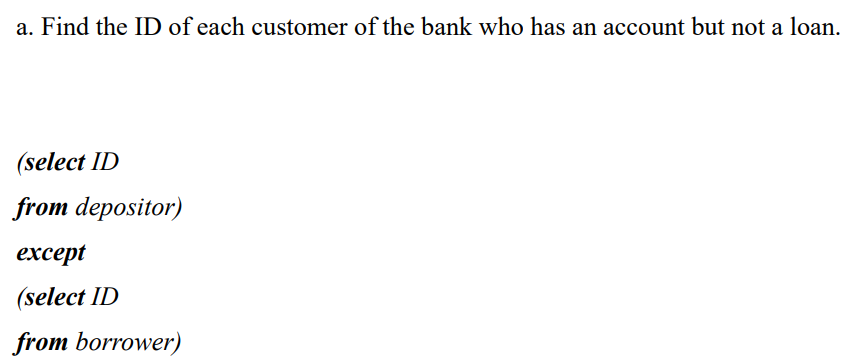 a. Find the ID of each customer of the bank who has an account but not a loan.
(select ID
from depositor)
except
(select ID
from borrower)